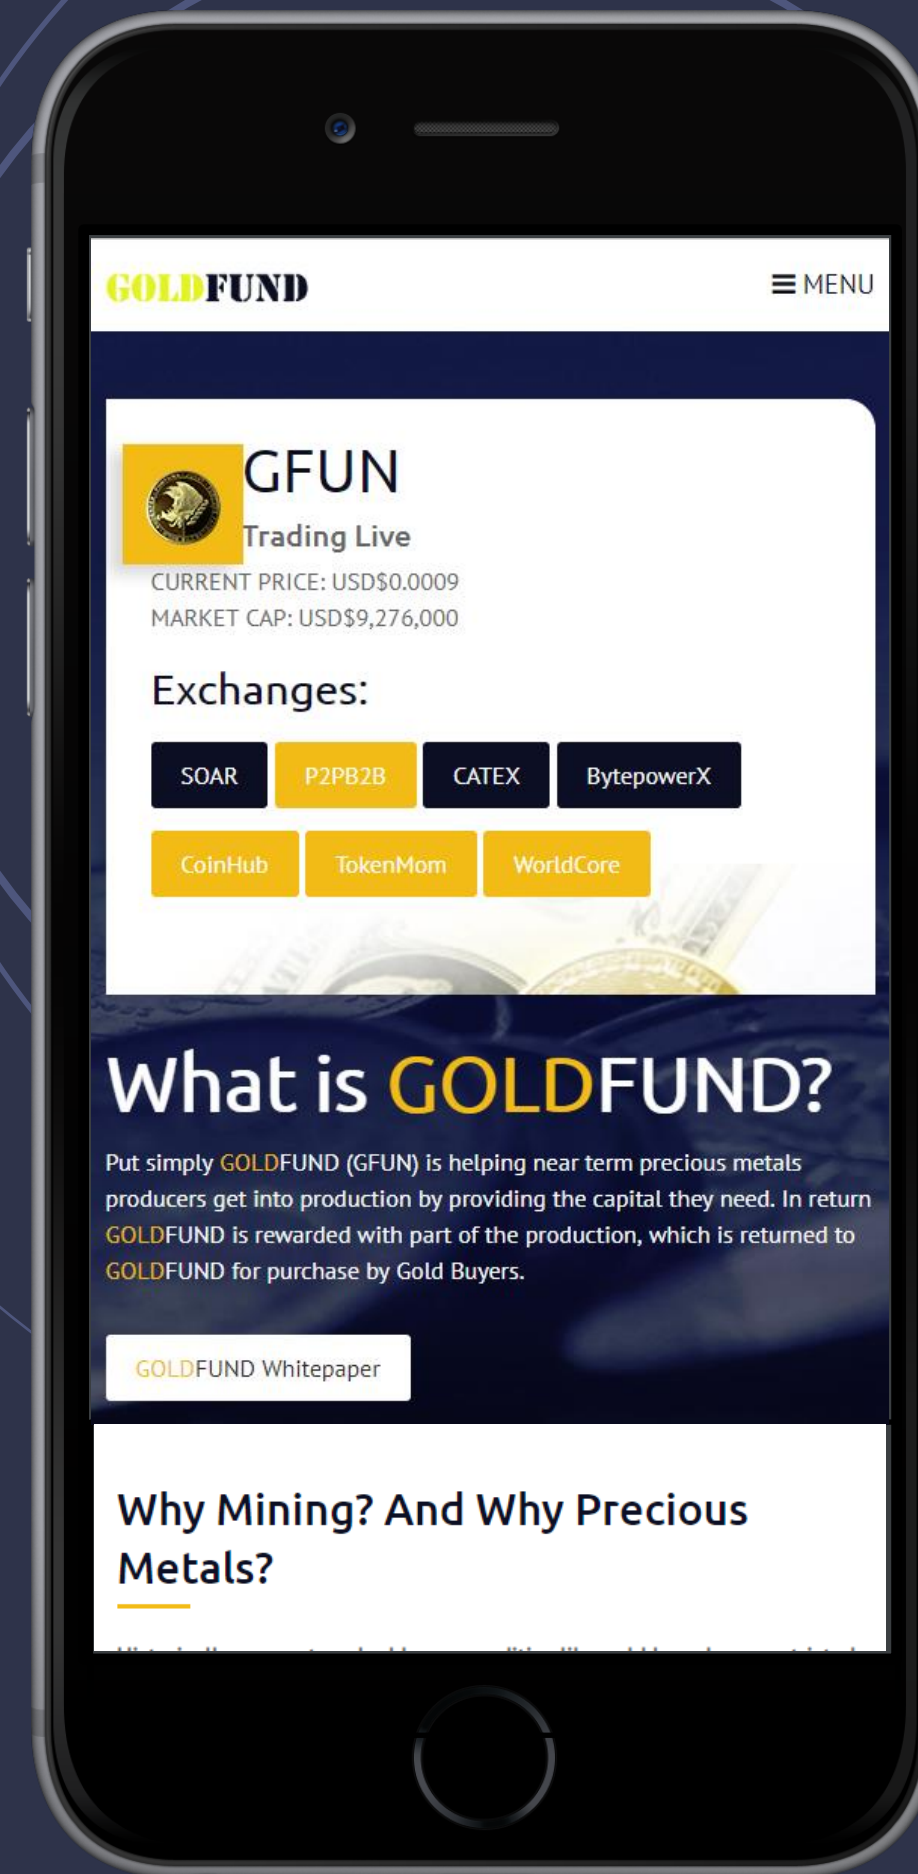 GOLDFUND
MENU
GFUN
Trading Live
CURRENT PRICE: USD$0.0009
MARKET CAP: USD$9,276,000
Exchanges:
SOAR P2PB2B CATEX BytepowerX
CoinHub TokenMom WorldCore
What is GOLDFUND?
Put simply GOLDFUND (GFUN) is helping near term precious metals
producers get into production by providing the capital they need. In return
GOLDFUND is rewarded with part of the production, which is returned to
GOLDFUND for purchase by Gold Buyers.
GOLDFUND Whitepaper
Why Mining? And Why Precious
Metals?